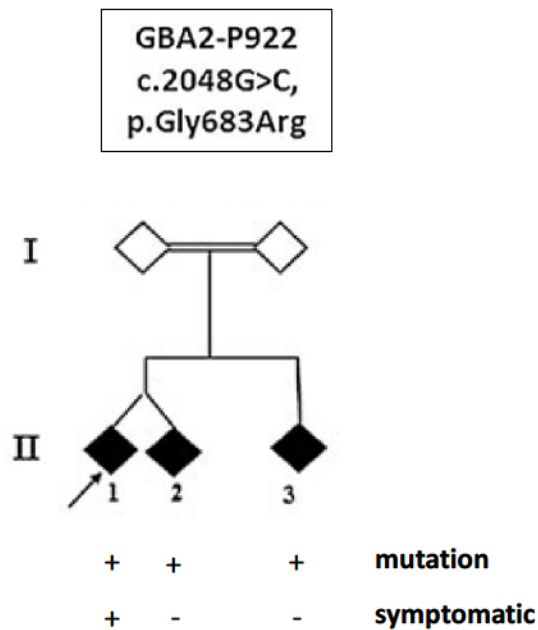 GBA2-P922
c.2048G>C,
p.Gly683Arg
I
II
1 2 3
+ + + mutation
+ - - symptomatic